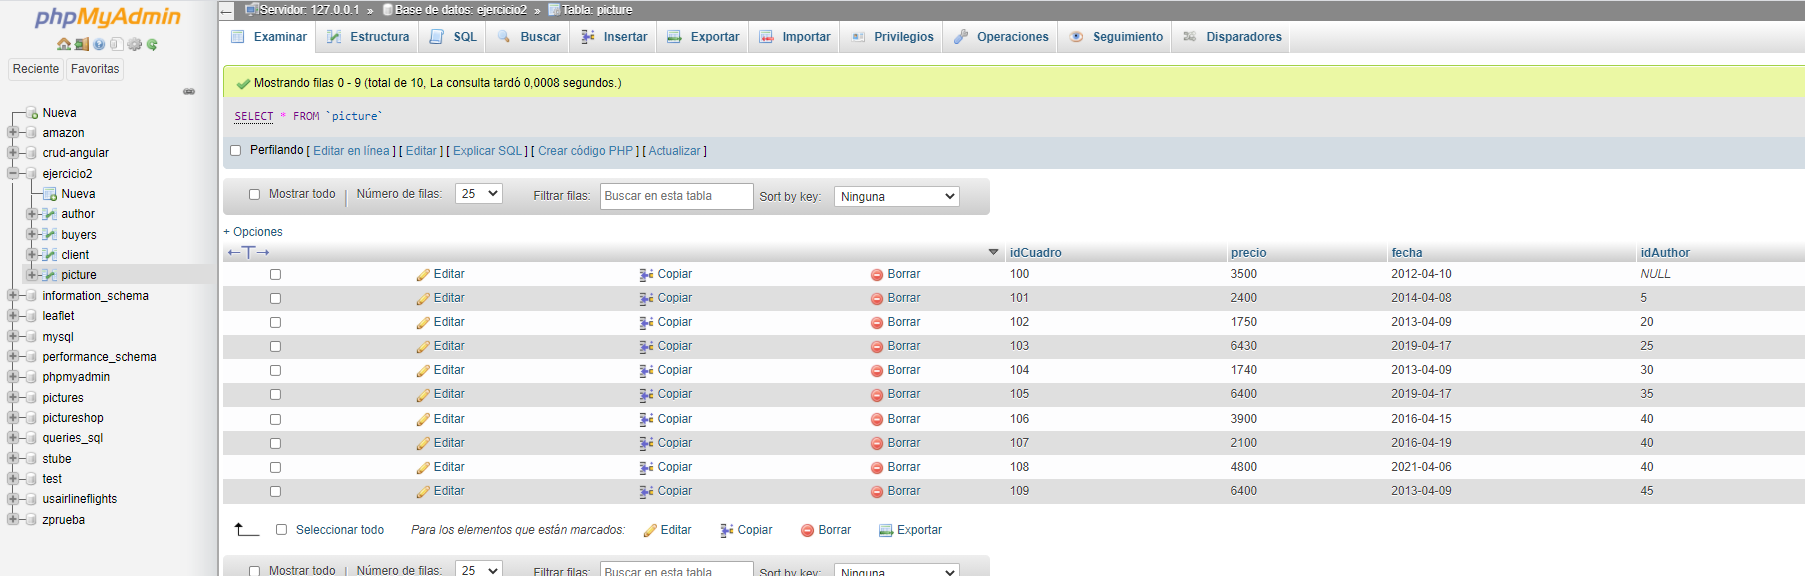 phpMyAdmin
Reciente Favoritas
Nueva
amazon
crud-angular
ejercicio2
Nueva
author
buyers
client
picture
information_schema
leaflet
mysql
performance_schema
phpmyadmin
pictures
pictureshop
queries_sql
stube
test
usairlineflights
zprueba
Servidor: 127.0.0.1 » Base de datos: ejercicio2 » Tabla: picture
Examinar Estructura SQL Buscar Insertar Exportar Importar Privilegios Operaciones Seguimiento Disparadores
Mostrando filas 0 - 9 (total de 10, La consulta tardó 0,0008 segundos.)
SELECT * FROM `picture`
Perfilando [ Editar en línea ] [ Editar ] [ Explicar SQL ] [ Crear código PHP ] [ Actualizar ]
Mostrar todo | Número de filas: 25 Filtrar filas: Buscar en esta tabla Sort by key: Ninguna
+ Opciones
←T→ idCuadro precio fecha idAuthor
Editar Copiar Borrar 100 3500 2012-04-10 NULL
Editar Copiar Borrar 101 2400 2014-04-08 5
Editar Copiar Borrar 102 1750 2013-04-09 20
Editar Copiar Borrar 103 6430 2019-04-17 25
Editar Copiar Borrar 104 1740 2013-04-09 30
Editar Copiar Borrar 105 6400 2019-04-17 35
Editar Copiar Borrar 106 3900 2016-04-15 40
Editar Copiar Borrar 107 2100 2016-04-19 40
Editar Copiar Borrar 108 4800 2021-04-06 40
Editar Copiar Borrar 109 6400 2013-04-09 45
Seleccionar todo Para los elementos que están marcados: Editar Copiar Borrar Exportar
Mostrar todo | Número de filas: 25 Filtrar filas: Buscar en esta tabla Sort by key: Ninguna